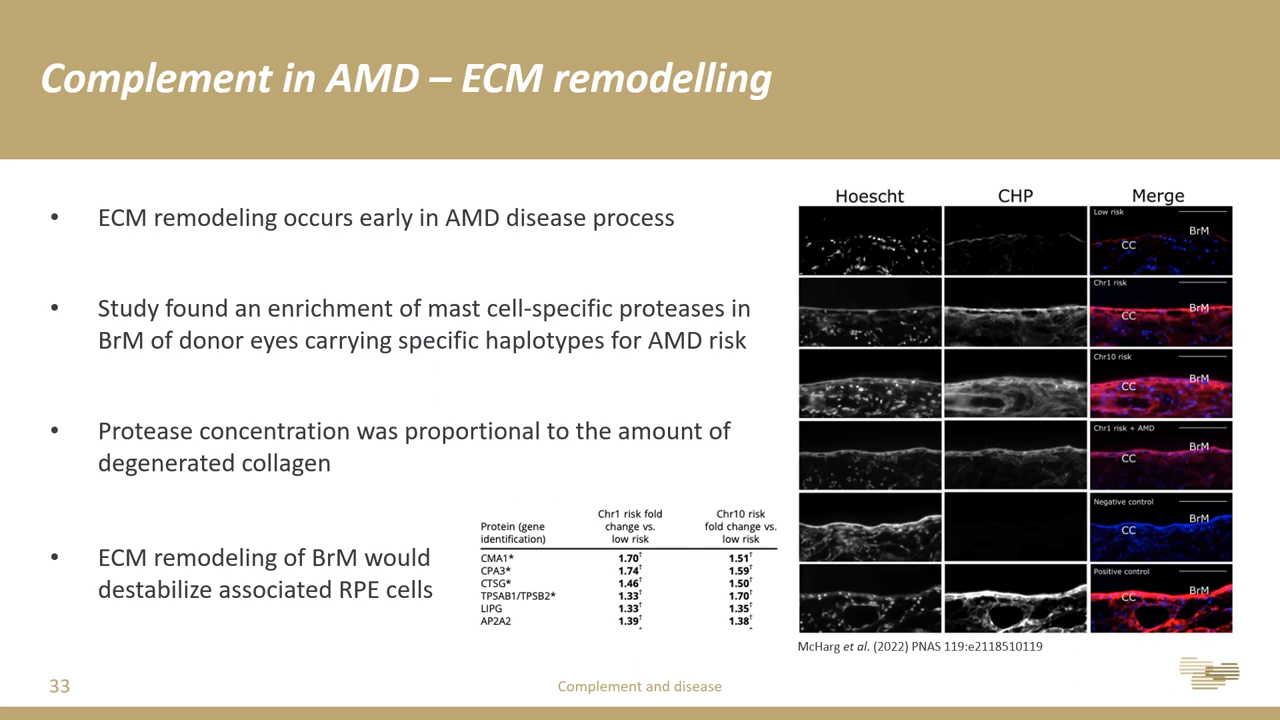 Complement in AMD – ECM remodelling
• ECM remodeling occurs early in AMD disease process
• Study found an enrichment of mast cell-specific proteases in
BrM of donor eyes carrying specific haplotypes for AMD risk
• Protease concentration was proportional to the amount of
degenerated collagen
• ECM remodeling of BrM would
destabilize associated RPE cells
Protein (gene
identification)
Chr1 risk fold
change vs.
low risk
Chr10 risk
fold change vs.
low risk
CMA1* 1.70† 1.51†
CPA3* 1.74† 1.59†
CTSG* 1.46† 1.50†
TPSAB1/TPSB2* 1.33† 1.70†
LIPG 1.33† 1.35†
AP2A2 1.39† 1.38†
Hoescht CHP Merge
Low risk
BrM
CC
Chr1 risk
BrM
CC
Chr10 risk
BrM
CC
Chr1 risk + AMD
BrM
CC
Negative control
BrM
CC
Positive control
BrM
CC
McHarg et al. (2022) PNAS 119:e2118510119
33
Complement and disease